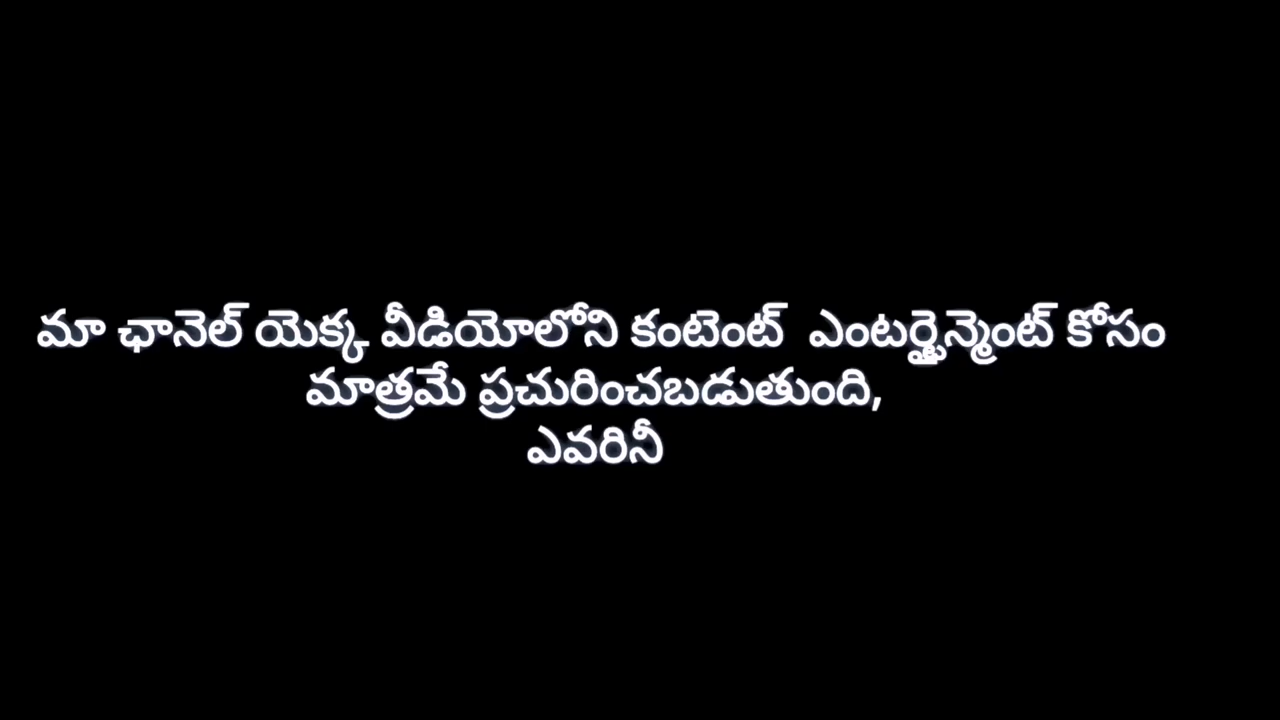 మా ఛానెల్ యెక్క వీడియోలోని కంటెంట్ ఎంటర్టైన్మెంట్ కోసం
మాత్రమే ప్రచురించబడుతుంది,
ఎవరినీ